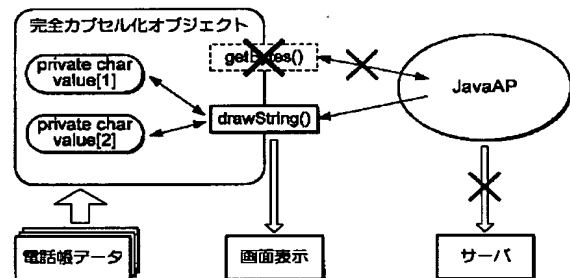 完全カプセル化オブジェクト
private char
value[1]
private char
value[2]
getBytes()
drawString()
JavaAP
電話帳データ
画面表示
サーバ